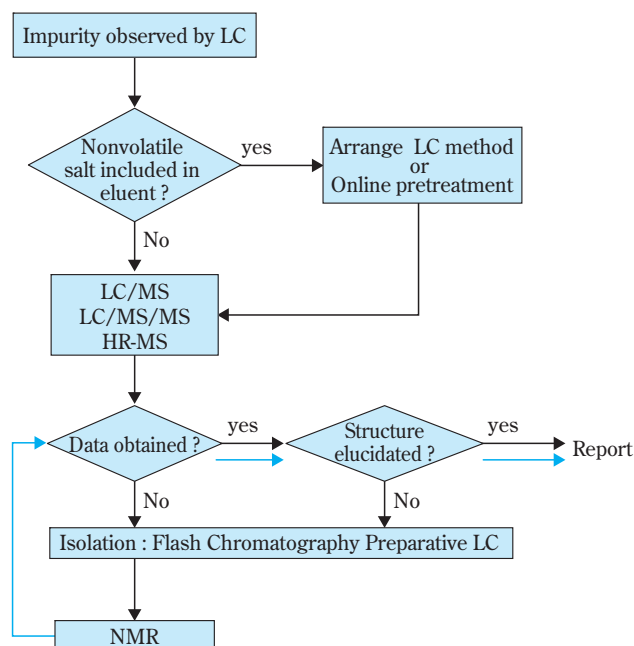 Impurity observed by LC
Nonvolatile
salt included in
eluent ?
yes
Arrange LC method
or
Online pretreatment
No
LC/MS
LC/MS/MS
HR-MS
Data obtained ?
yes
Structure
elucidated ?
yes
Report
No
No
Isolation : Flash Chromatography Preparative LC
NMR